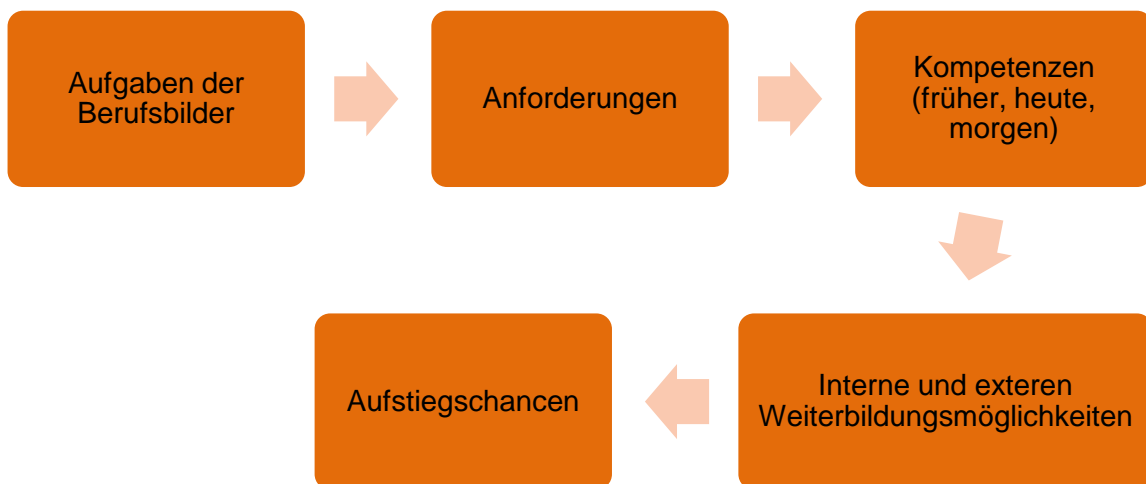 Aufgaben der
Berufsbilder
Anforderungen
Kompetenzen
(früher, heute,
morgen)
Interne und exteren
Weiterbildungsmöglichkeiten
Aufstiegschancen